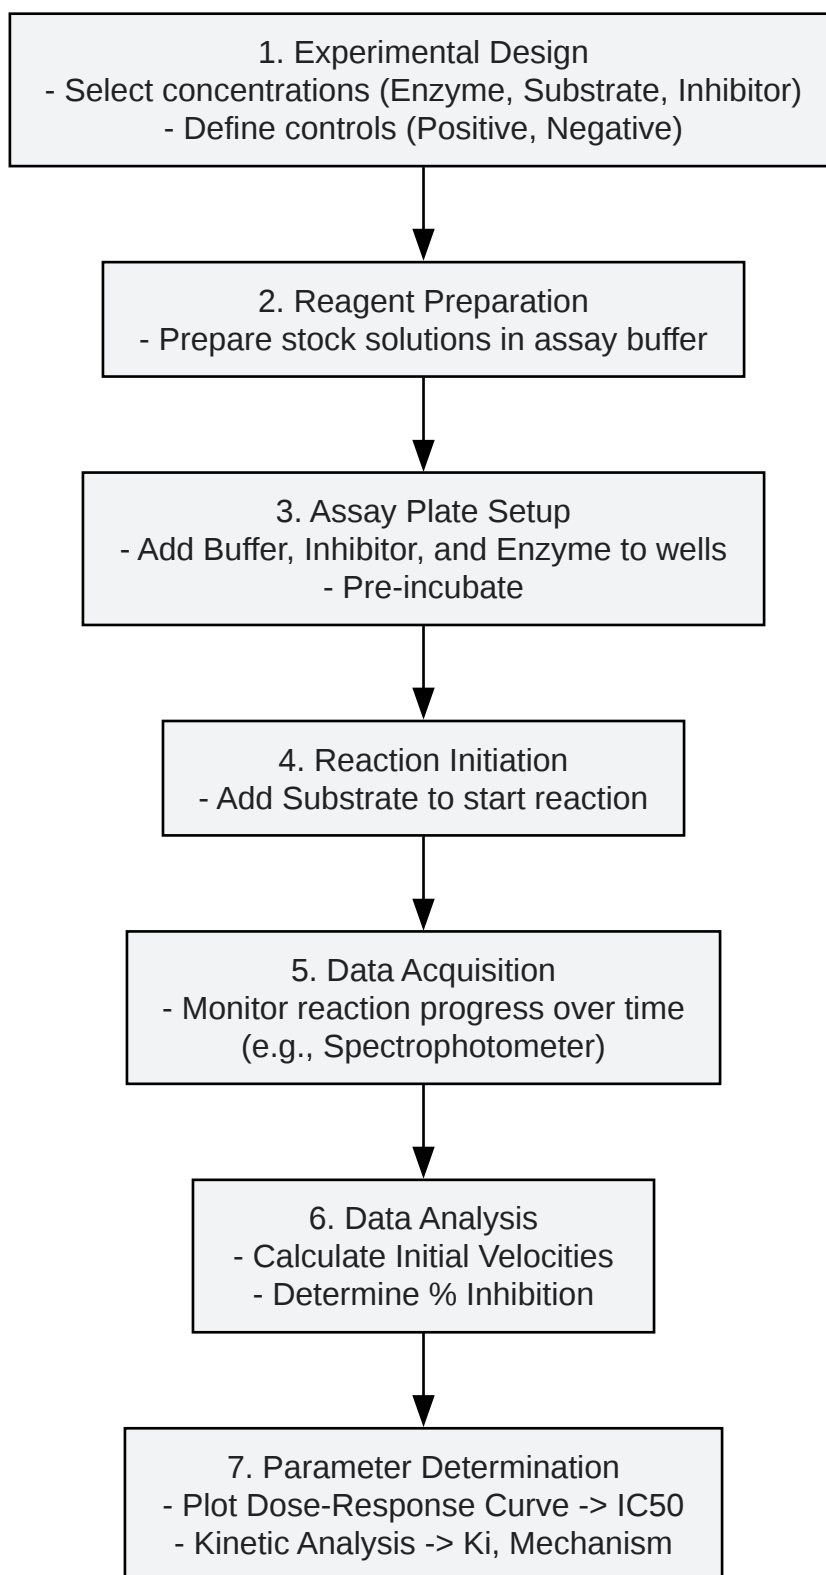 1. Experimental Design
- Select concentrations (Enzyme, Substrate, Inhibitor)
- Define controls (Positive, Negative)
2. Reagent Preparation
- Prepare stock solutions in assay buffer
3. Assay Plate Setup
- Add Buffer, Inhibitor, and Enzyme to wells
- Pre-incubate
4. Reaction Initiation
- Add Substrate to start reaction
5. Data Acquisition
- Monitor reaction progress over time
(e.g., Spectrophotometer)
6. Data Analysis
- Calculate Initial Velocities
- Determine % Inhibition
7. Parameter Determination
- Plot Dose-Response Curve -> IC50
- Kinetic Analysis -> Ki, Mechanism